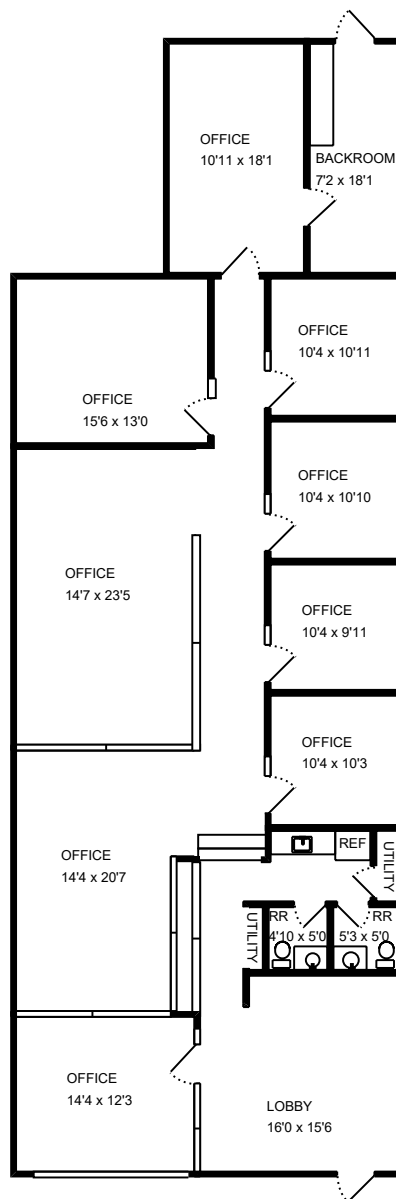 OFFICE
10'11 x 18'1
BACKROOM
7'2 x 18'1
OFFICE
10'4 x 10'11
OFFICE
15'6 x 13'0
OFFICE
10'4 x 10'10
OFFICE
14'7 x 23'5
OFFICE
10'4 x 9'11
OFFICE
10'4 x 10'3
REF
UTILITY
OFFICE
14'4 x 20'7
UTILITY
RR
4'10 x 5'0
RR
5'3 x 5'0
OFFICE
14'4 x 12'3
LOBBY
16'0 x 15'6